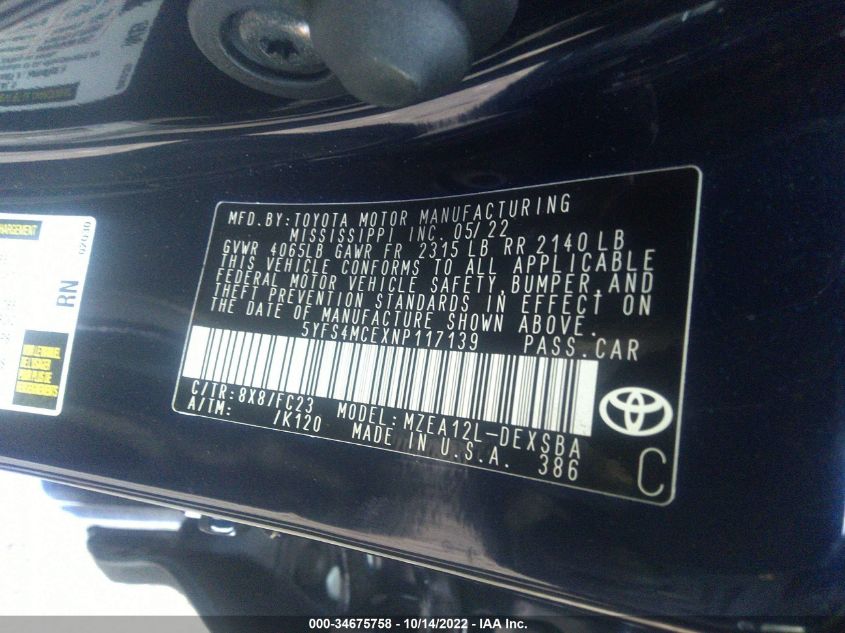 MFD.BY:TOYOTA MOTOR MANUFACTURING
MISSISSIPPI INC. 05/22
GVWR 4065LB GAWR FR 2315 LB RR 2140 LB
THIS VEHICLE CONFORMS TO ALL APPLICABLE
FEDERAL MOTOR VEHICLE SAFETY,BUMPER,AND
THEFT PREVENTION STANDARDS IN EFFECT ON
THE DATE OF MANUFACTURE SHOWN ABOVE.
5YFS4MCEXNP117139 PASS.CAR
C/TR:8X8/FC23 MODEL:MZEA12L-DEXSBA
A/TM: /K120 MADE IN U.S.A. 386
C
RN
000-34675758 - 10/14/2022 - IAA Inc.